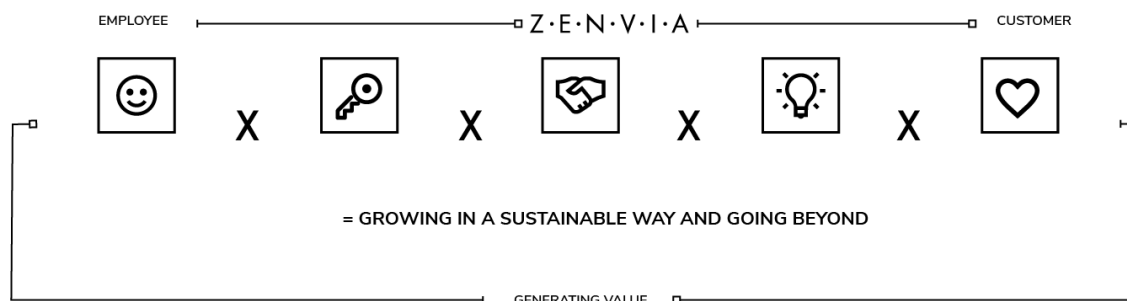 EMPLOYEE Z·E·N·V·I·A CUSTOMER
X X X X
= GROWING IN A SUSTAINABLE WAY AND GOING BEYOND
GENERATING VALUE